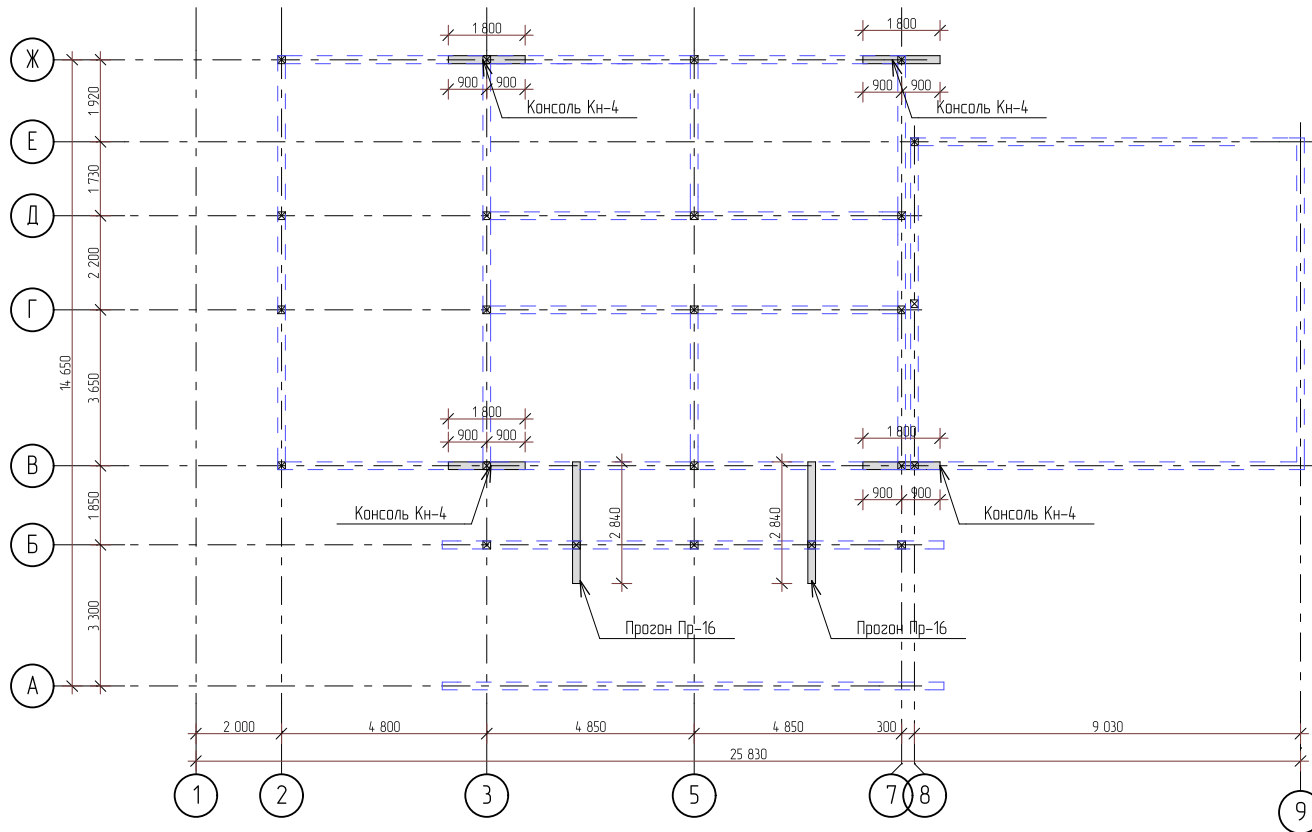 1 800
1 800
Ж
900 900
900 900
Консоль Кн-4
Консоль Кн-4
1 920
Е
1 730
Д
2 200
Г
14 650
3 650
1 800
1 800
900 900
В
900 900
Консоль Кн-4
Консоль Кн-4
1 850
2 840
2 840
Б
3 300
Прогон Пр-16
Прогон Пр-16
А
2 000
4 800
4 850
4 850
300
9 030
25 830
1
2
3
5
7
8
9